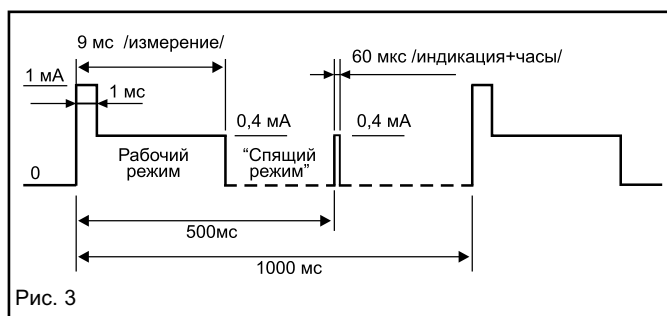 9 мс /измерение/
60 мкс /индикация+часы/
1 мА
1 мс
0,4 мА
0,4 мА
Рабочий
режим
“Спящий
режим”
0
500мс
1000 мс
Рис. 3